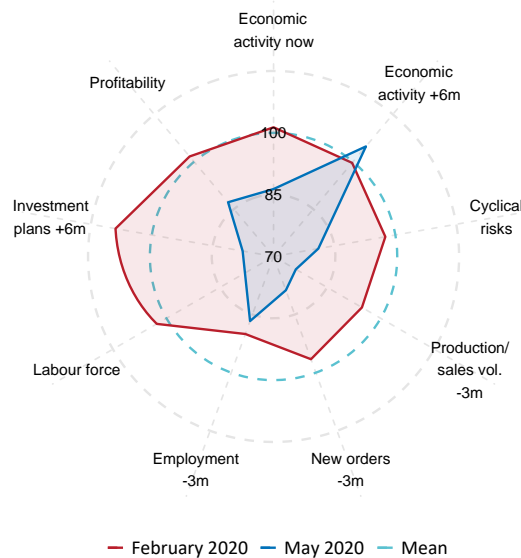 Economic
activity now
Economic
activity +6m
Cyclical
risks
Production/
sales vol.
-3m
New orders
-3m
Employment
-3m
Labour force
Investment
plans +6m
Profitability
100
85
70
February 2020
May 2020
Mean